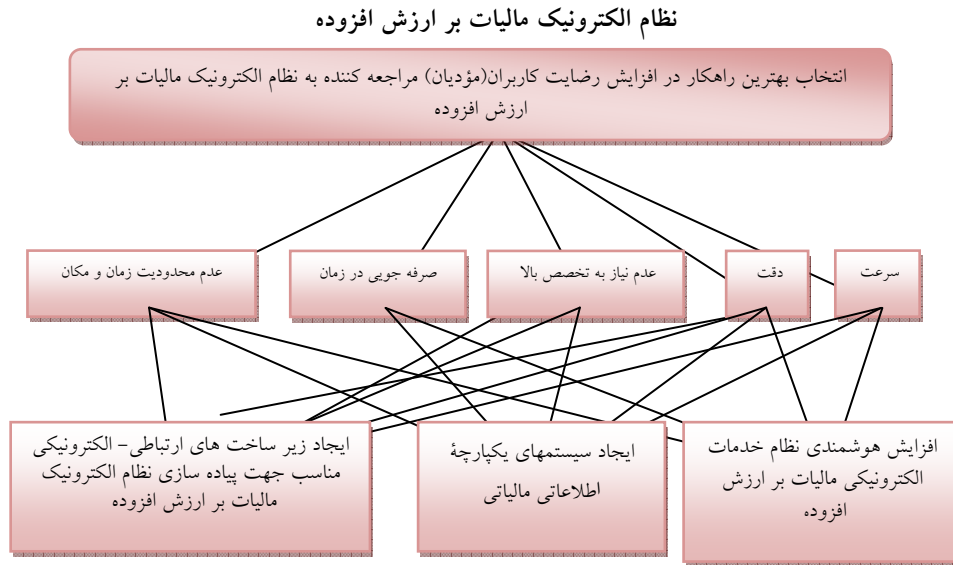 نظام الکترونیک مالیات بر ارزش افزوده
انتخاب بهترین راهکار در افزایش رضایت کاربران(مؤدیان) مراجعه کننده به نظام الکترونیک مالیات بر
ارزش افزوده
سرعت
دقت
عدم نیاز به تخصص بالا
صرفه جویی در زمان
عدم محدودیت زمان و مکان
افزایش هوشمندی نظام خدمات
الکترونیکی مالیات بر ارزش
افزوده
ایجاد سیستمهای یکپارچۀ
اطلاعاتی مالیاتی
ایجاد زیر ساخت های ارتباطی- الکترونیکی
مناسب جهت پیاده سازی نظام الکترونیک
مالیات بر ارزش افزوده